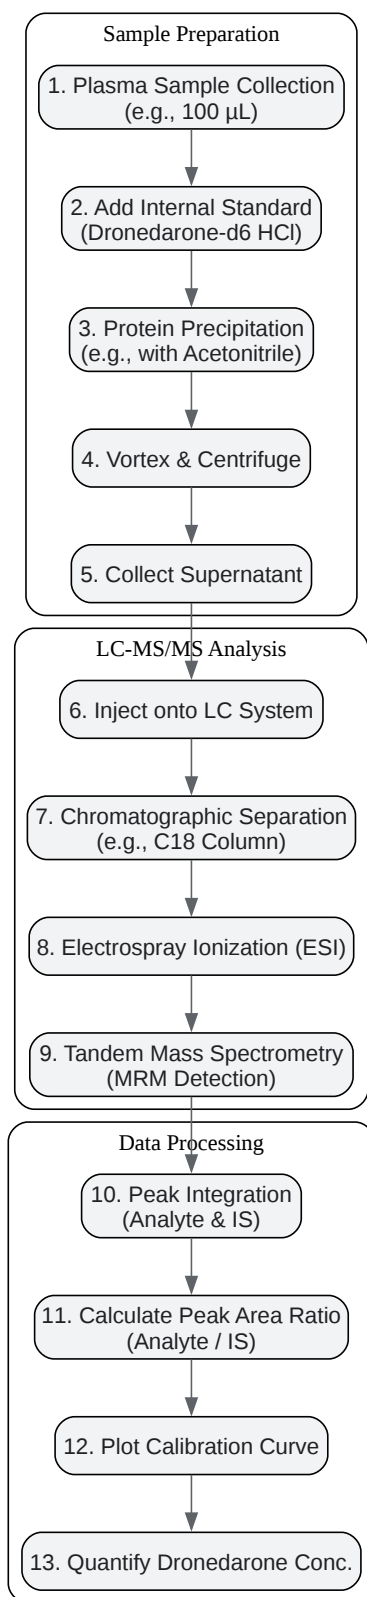 Sample Preparation
1. Plasma Sample Collection
(e.g., 100 µL)
2. Add Internal Standard
(Dronedarone-d6 HCl)
3. Protein Precipitation
(e.g., with Acetonitrile)
4. Vortex & Centrifuge
5. Collect Supernatant
LC-MS/MS Analysis
6. Inject onto LC System
7. Chromatographic Separation
(e.g., C18 Column)
8. Electrospray Ionization (ESI)
9. Tandem Mass Spectrometry
(MRM Detection)
Data Processing
10. Peak Integration
(Analyte & IS)
11. Calculate Peak Area Ratio
(Analyte / IS)
12. Plot Calibration Curve
13. Quantify Dronedarone Conc.